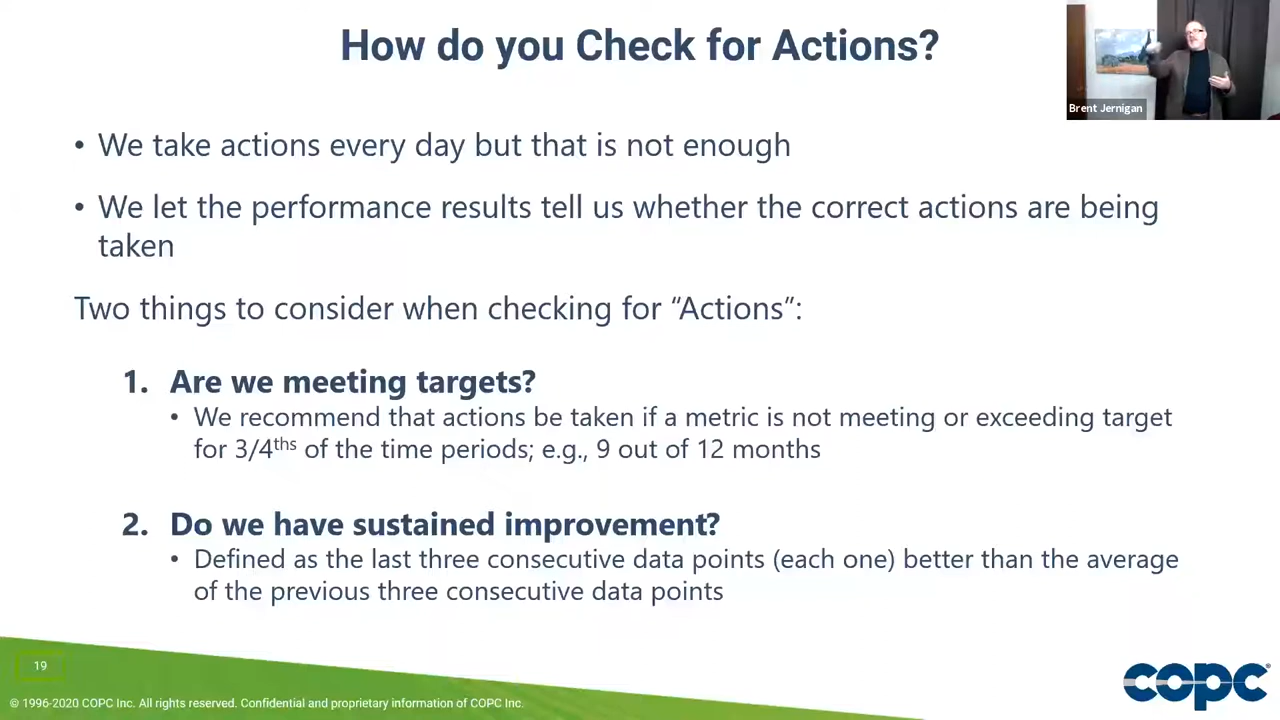 How do you Check for Actions?
Brent Jernigan
• We take actions every day but that is not enough
• We let the performance results tell us whether the correct actions are being
taken
Two things to consider when checking for “Actions”:
1. Are we meeting targets?
• We recommend that actions be taken if a metric is not meeting or exceeding target
for 3/4ths of the time periods; e.g., 9 out of 12 months
2. Do we have sustained improvement?
• Defined as the last three consecutive data points (each one) better than the average
of the previous three consecutive data points
19
© 1996-2020 COPC Inc. All rights reserved. Confidential and proprietary information of COPC Inc.
copc®